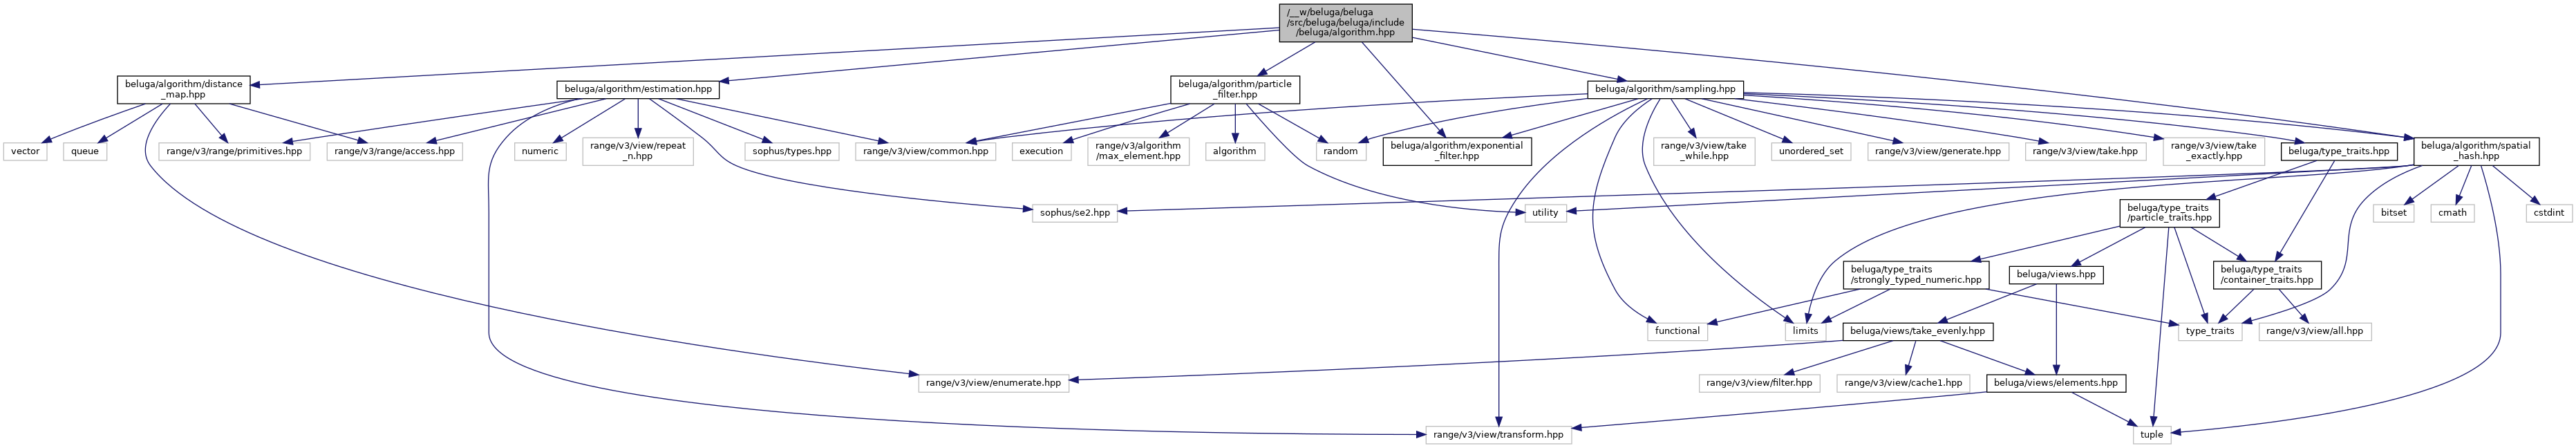 /__w/beluga/beluga
/src/beluga/beluga/include
/beluga/algorithm.hpp
beluga/algorithm/distance
_map.hpp
beluga/algorithm/estimation.hpp
beluga/algorithm/particle
_filter.hpp
beluga/algorithm/sampling.hpp
vector
queue
range/v3/range/primitives.hpp
range/v3/range/access.hpp
numeric
range/v3/view/repeat
_n.hpp
sophus/types.hpp
range/v3/view/common.hpp
execution
range/v3/algorithm
/max_element.hpp
algorithm
random
beluga/algorithm/exponential
_filter.hpp
range/v3/view/take
_while.hpp
unordered_set
range/v3/view/generate.hpp
range/v3/view/take.hpp
range/v3/view/take
_exactly.hpp
beluga/type_traits.hpp
beluga/algorithm/spatial
_hash.hpp
sophus/se2.hpp
utility
beluga/type_traits
/particle_traits.hpp
bitset
cmath
cstdint
beluga/type_traits
/strongly_typed_numeric.hpp
beluga/views.hpp
beluga/type_traits
/container_traits.hpp
functional
limits
beluga/views/take_evenly.hpp
type_traits
range/v3/view/all.hpp
range/v3/view/enumerate.hpp
range/v3/view/filter.hpp
range/v3/view/cache1.hpp
beluga/views/elements.hpp
range/v3/view/transform.hpp
tuple